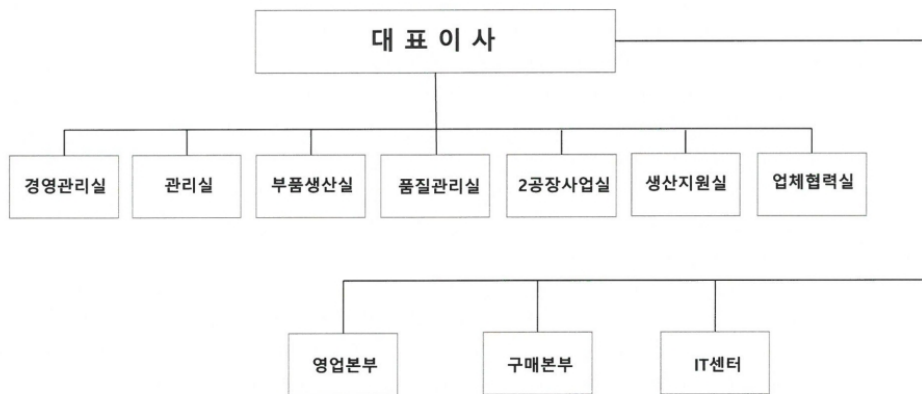 대 표 이 사
경영관리실
관리실
부품생산실
품질관리실
2공장사업실
생산지원실
업체협력실
영업본부
구매본부
IT센터